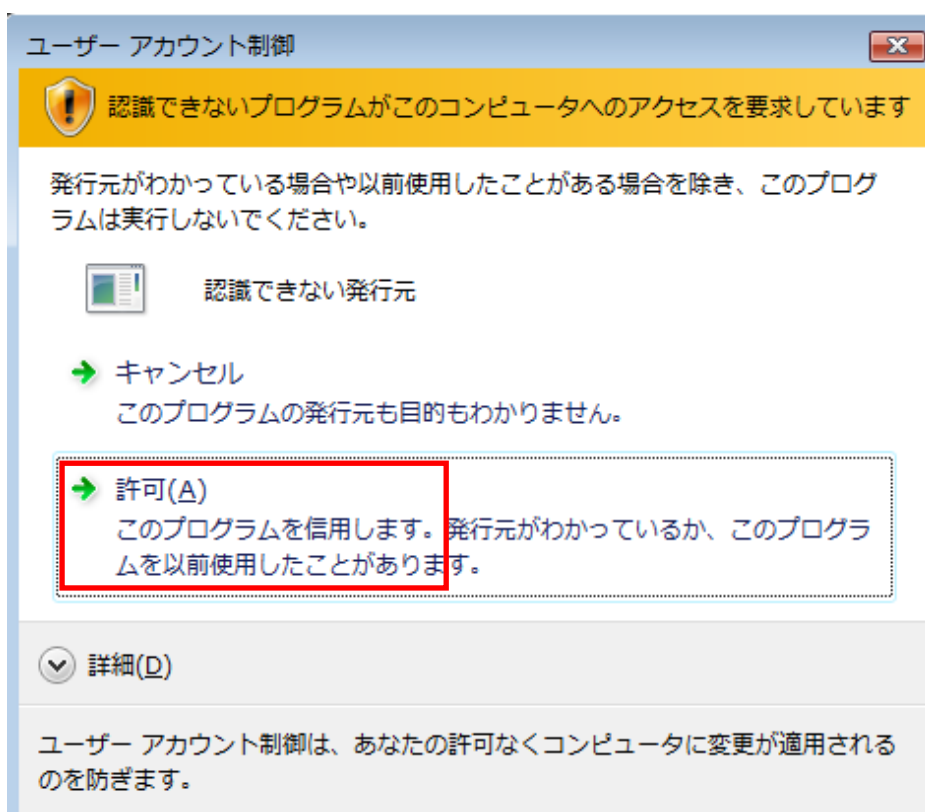 ユーザー アカウント制御
認識できないプログラムがこのコンピュータへのアクセスを要求しています
発行元がわかっている場合や以前使用したことがある場合を除き、このプログ
ラムは実行しないでください。
認識できない発行元
キャンセル
このプログラムの発行元も目的もわかりません。
許可(A)
このプログラムを信用します。発行元がわかっているか、このプログラ
ムを以前使用したことがあります。
詳細(D)
ユーザー アカウント制御は、あなたの許可なくコンピュータに変更が適用される
のを防ぎます。